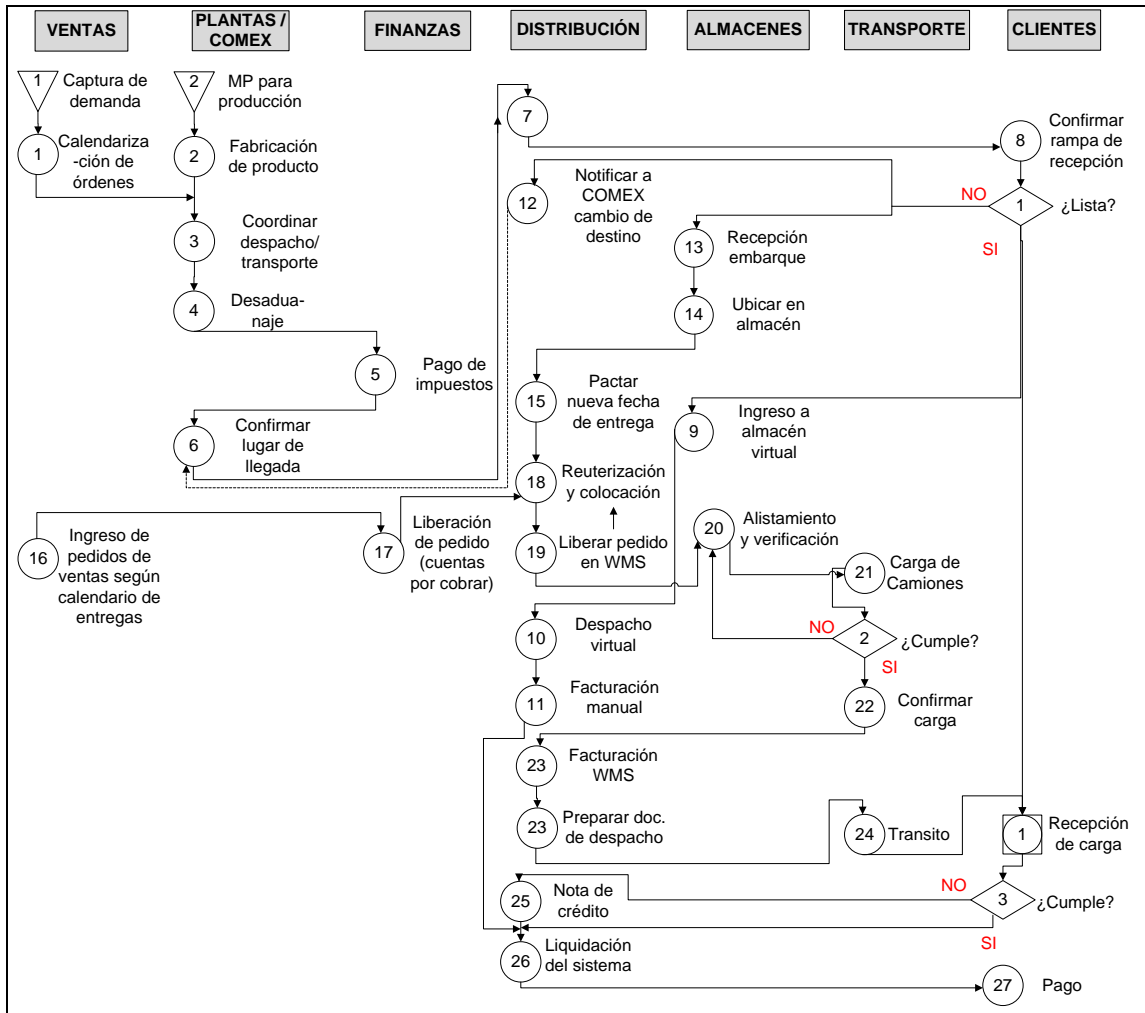 VENTAS
PLANTAS /
COMEX
FINANZAS
DISTRIBUCIÓN
ALMACENES
TRANSPORTE
CLIENTES
1
Captura de
demanda
2
MP para
producción
7
8
Confirmar
rampa de
recepción
1
Calendariza
-ción de
órdenes
2
Fabricación
de producto
12
Notificar a
COMEX
cambio de
destino
NO
1
¿Lista?
SI
3
Coordinar
despacho/
transporte
13
Recepción
embarque
4
Desadua-
naje
14
Ubicar en
almacén
5
Pago de
impuestos
15
Pactar
nueva fecha
de entrega
6
Confirmar
lugar de
llegada
9
Ingreso a
almacén
virtual
18
Reuterización
y colocación
16
Ingreso de
pedidos de
ventas según
calendario de
entregas
17
Liberación
de pedido
(cuentas
por cobrar)
19
Liberar pedido
en WMS
20
Alistamiento
y verificación
21
Carga de
Camiones
10
Despacho
virtual
NO
2
¿Cumple?
SI
11
Facturación
manual
22
Confirmar
carga
23
Facturación
WMS
23
Preparar doc.
de despacho
24
Transito
1
Recepción
de carga
25
Nota de
crédito
NO
3
¿Cumple?
SI
26
Liquidación
del sistema
27
Pago